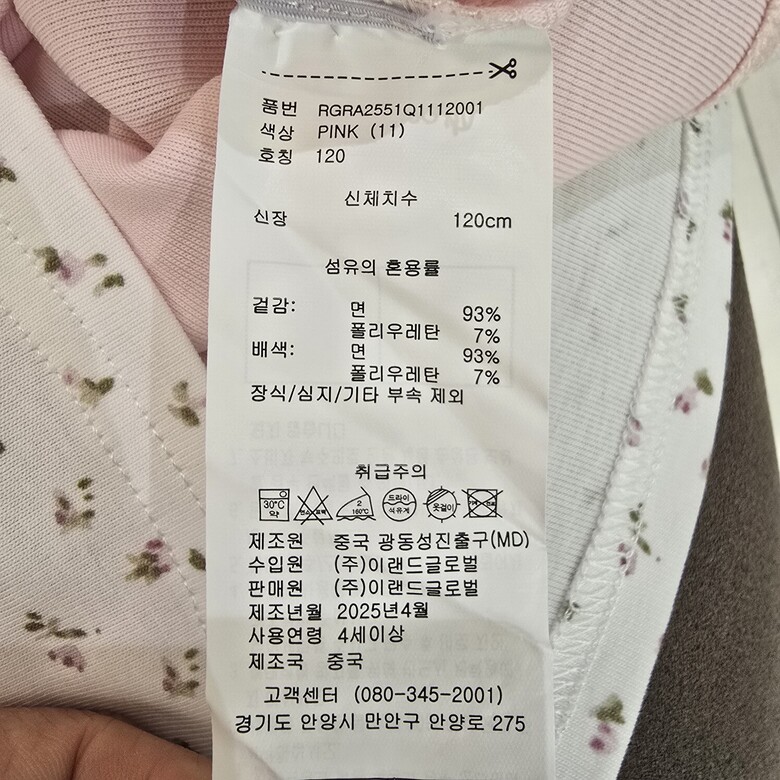 품번 RGRA2551Q1112001
색상 PINK (11)
호칭 120
신체치수
신장 120cm
섬유의 혼용률
겉감: 면 93%
폴리우레탄 7%
배색: 면 93%
폴리우레탄 7%
장식/심지/기타 부속 제외
취급주의
30°C 약 2 160°C 드라이 석유계 옷걸이
제조원 중국 광동성진출구(MD)
수입원 (주)이랜드글로벌
판매원 (주)이랜드글로벌
제조년월 2025년4월
사용연령 4세이상
제조국 중국
고객센터 (080-345-2001)
경기도 안양시 만안구 안양로 275